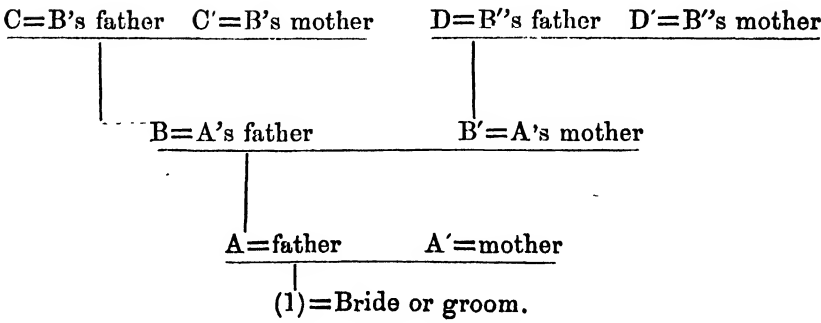 C=B's father C′=B's mother D=B′'s father D′=B′'s mother
B=A's father B′=A's mother
A=father A′=mother
(1)=Bride or groom.